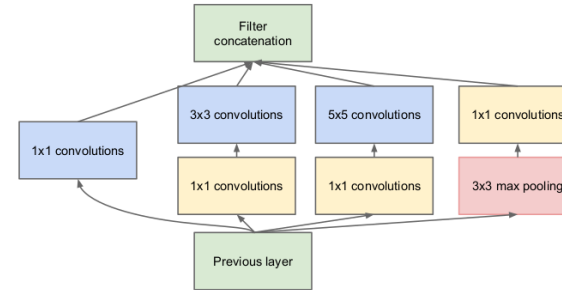 Filter
concatenation
3x3 convolutions
5x5 convolutions
1x1 convolutions
1x1 convolutions
1x1 convolutions
1x1 convolutions
3x3 max pooling
Previous layer